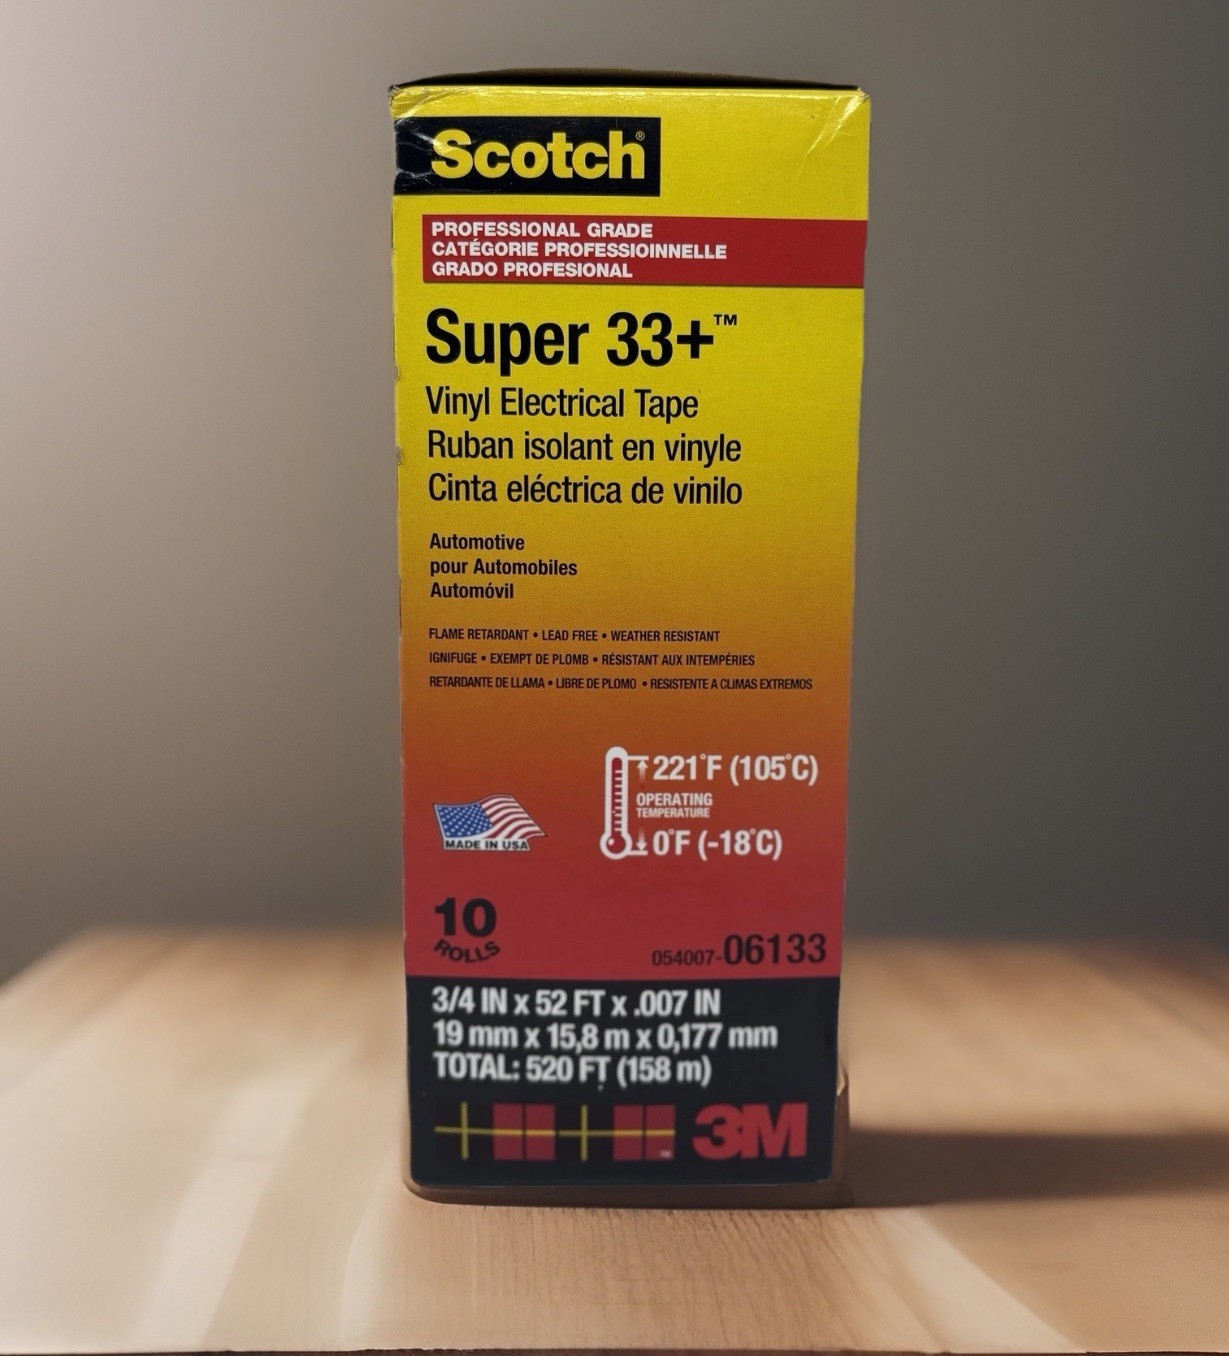 Scotch®
PROFESSIONAL GRADE
CATÉGORIE PROFESSIOINNELLE
GRADO PROFESIONAL
Super 33+™
Vinyl Electrical Tape
Ruban isolant en vinyle
Cinta eléctrica de vinilo
Automotive
pour Automobiles
Automóvil
FLAME RETARDANT • LEAD FREE • WEATHER RESISTANT
IGNIFUGE • EXEMPT DE PLOMB • RÉSISTANT AUX INTEMPÉRIES
RETARDANTE DE LLAMA • LIBRE DE PLOMO • RESISTENTE A CLIMAS EXTREMOS
221°F (105°C)
OPERATING
TEMPERATURE
0°F (-18°C)
MADE IN USA
10
ROLLS
054007-06133
3/4 IN x 52 FT x .007 IN
19 mm x 15,8 m x 0,177 mm
TOTAL: 520 FT (158 m)
™
3M